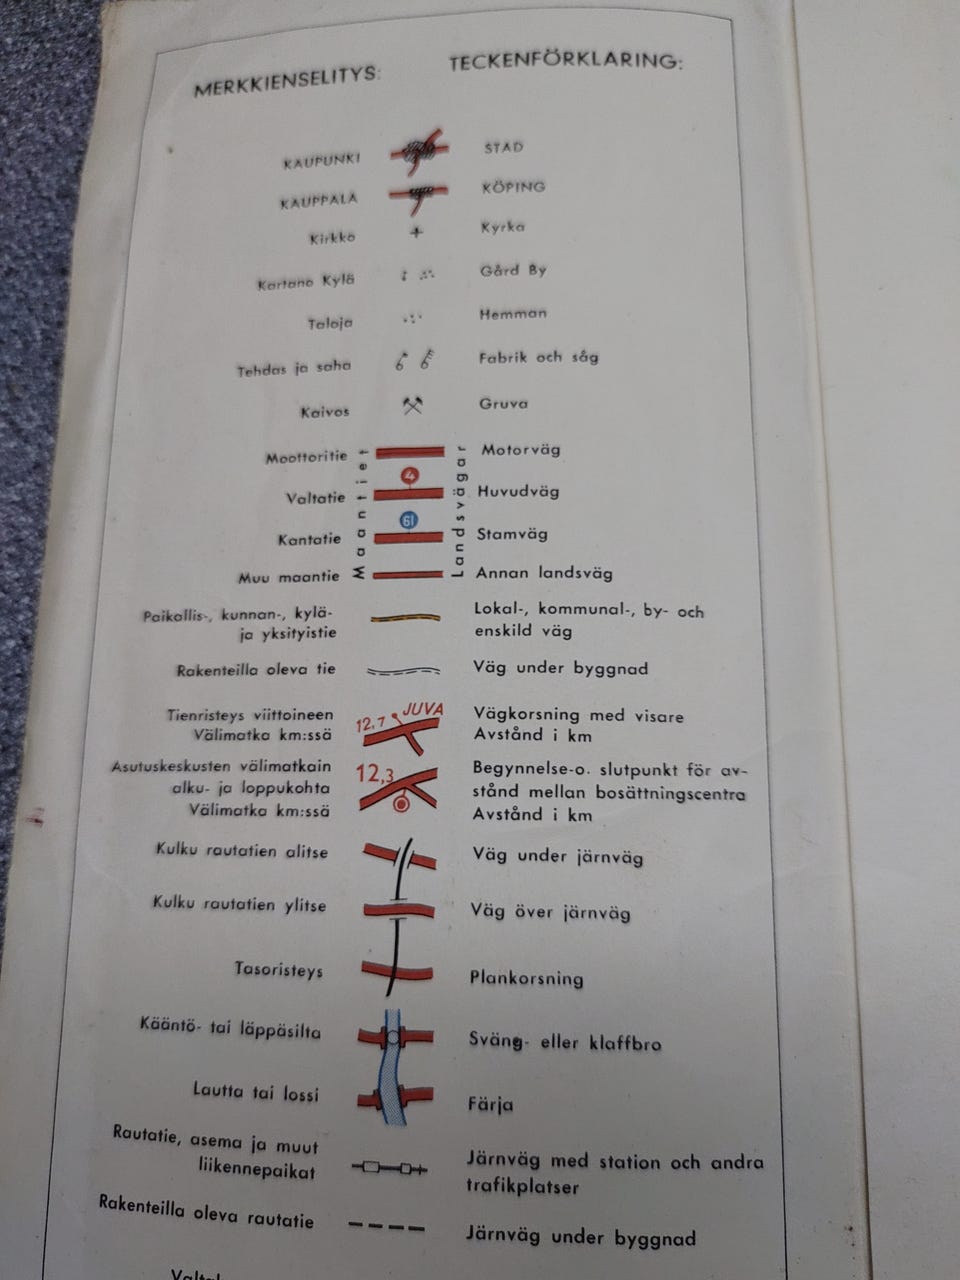 MERKKIENSELITYS:
TECKENFÖRKLARING:
KAUPUNKI
STAD
KAUPPALA
KÖPING
Kirkko
Kyrka
Kartano Kylä
Gård By
Taloja
Hemman
Tehdas ja saha
Fabrik och såg
Kaivos
Gruva
Maantiet
Landsvägar
Moottoritie
Motorväg
4
Valtatie
Huvudväg
61
Kantatie
Stamväg
Muu maantie
Annan landsväg
Paikallis-, kunnan-, kylä-
ja yksityistie
Lokal-, kommunal-, by- och
enskild väg
Rakenteilla oleva tie
Väg under byggnad
Tienristeys viittoineen
Välimatka km:ssä
12,7 JUVA
Vägkorsning med visare
Avstånd i km
Asutuskeskusten välimatkain
alku- ja loppukohta
Välimatka km:ssä
12,3
Begynnelse-o. slutpunkt för av-
stånd mellan bosättningscentra
Avstånd i km
Kulku rautatien alitse
Väg under järnväg
Kulku rautatien ylitse
Väg över järnväg
Tasoristeys
Plankorsning
Kääntö- tai läppäsilta
Sväng- eller klaffbro
Lautta tai lossi
Färja
Rautatie, asema ja muut
liikennepaikat
Järnväg med station och andra
trafikplatser
Rakenteilla oleva rautatie
Järnväg under byggnad